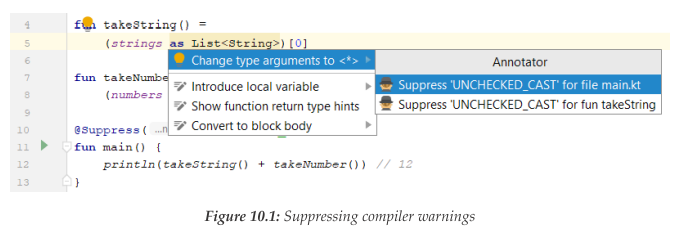 4 fun takeString() =
5 (strings as List<String>)[0]
6
7 fun takeNumbe
8 (numbers
9
10 @Suppress( ...n
11 fun main() {
12 println(takeString() + takeNumber()) // 12
13 }
Change type arguments to <*>
Introduce local variable
Show function return type hints
Convert to block body
Annotator
Suppress 'UNCHECKED_CAST' for file main.kt
Suppress 'UNCHECKED_CAST' for fun takeString
Figure 10.1: Suppressing compiler warnings